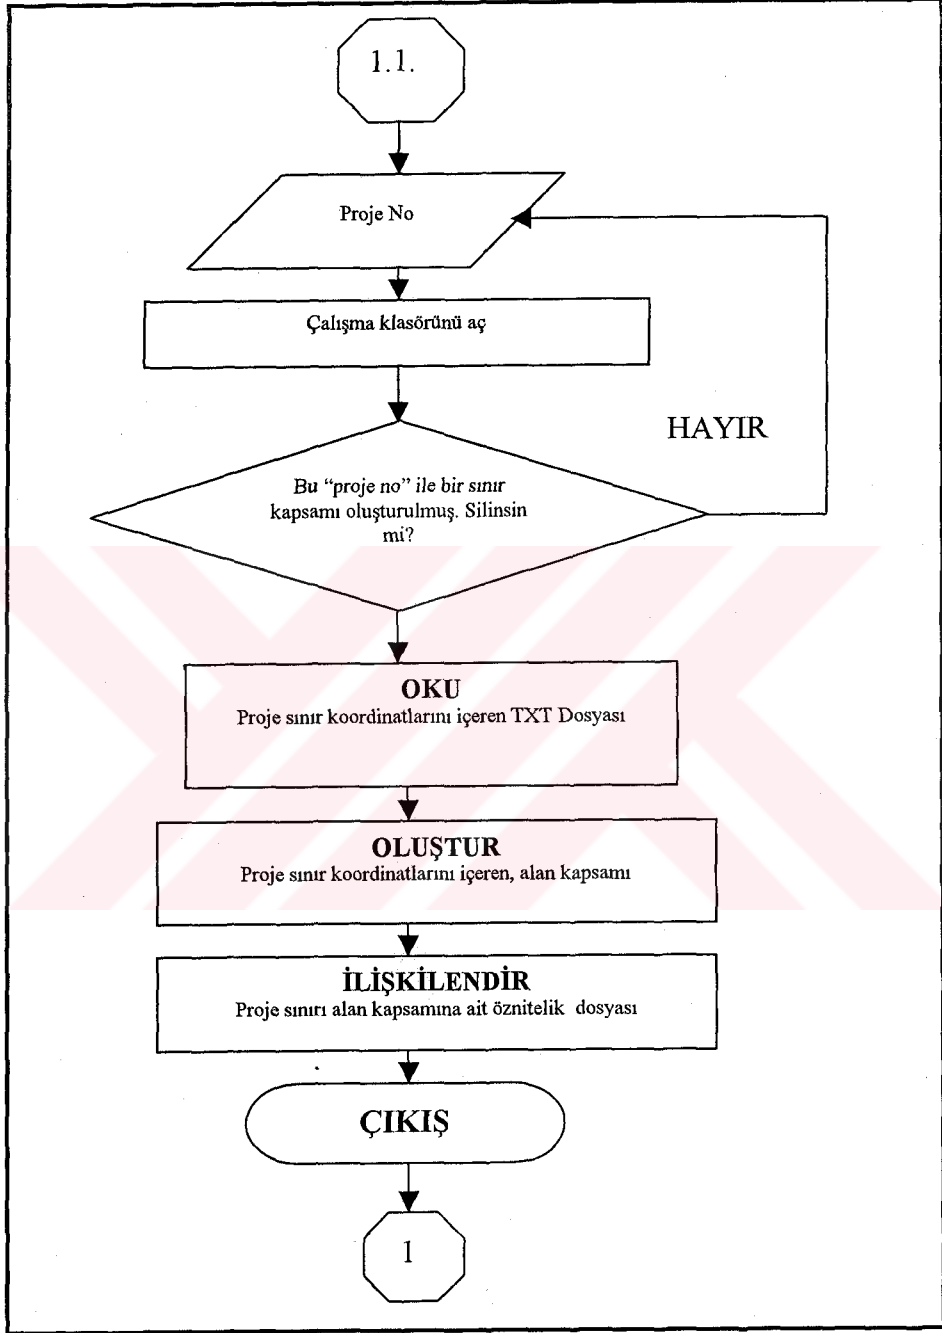 1.1.
Proje No
Çalışma klasörünü aç
HAYIR
Bu “proje no” ile bir sınır
kapsamı oluşturulmuş. Silinsin
mi?
OKU
Proje sınır koordinatlarını içeren TXT Dosyası
OLUŞTUR
Proje sınır koordinatlarını içeren, alan kapsamı
İLİŞKİLENDİR
Proje sınırı alan kapsamına ait öznitelik dosyası
ÇIKIŞ
1